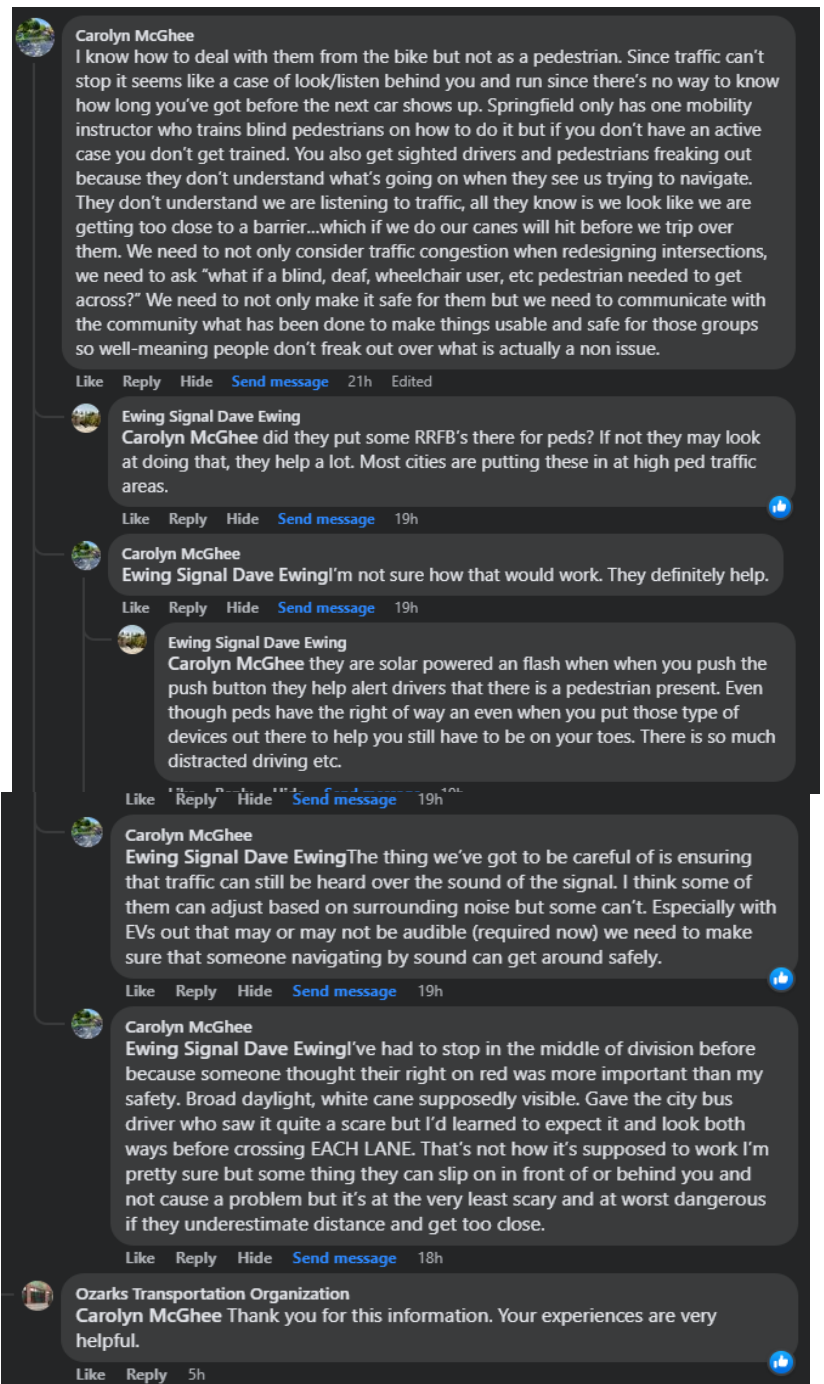 Carolyn McGhee
I know how to deal with them from the bike but not as a pedestrian. Since traffic can't
stop it seems like a case of look/listen behind you and run since there's no way to know
how long you've got before the next car shows up. Springfield only has one mobility
instructor who trains blind pedestrians on how to do it but if you don't have an active
case you don't get trained. You also get sighted drivers and pedestrians freaking out
because they don't understand what's going on when they see us trying to navigate.
They don't understand we are listening to traffic, all they know is we look like we are
getting too close to a barrier...which if we do our canes will hit before we trip over
them. We need to not only consider traffic congestion when redesigning intersections,
we need to ask "what if a blind, deaf, wheelchair user, etc pedestrian needed to get
across?" We need to not only make it safe for them but we need to communicate with
the community what has been done to make things usable and safe for those groups
so well-meaning people don't freak out over what is actually a non issue.
Like Reply Hide Send message 21h Edited
Ewing Signal Dave Ewing
Carolyn McGhee did they put some RRFB's there for peds? If not they may look
at doing that, they help a lot. Most cities are putting these in at high ped traffic
areas.
Like Reply Hide Send message 19h
Carolyn McGhee
Ewing Signal Dave EwingI'm not sure how that would work. They definitely help.
Like Reply Hide Send message 19h
Ewing Signal Dave Ewing
Carolyn McGhee they are solar powered an flash when when you push the
push button they help alert drivers that there is a pedestrian present. Even
though peds have the right of way an even when you put those type of
devices out there to help you still have to be on your toes. There is so much
distracted driving etc.
Like Reply Hide Send message 19h
Like Reply Hide Send message 19h
Carolyn McGhee
Ewing Signal Dave EwingThe thing we've got to be careful of is ensuring
that traffic can still be heard over the sound of the signal. I think some of
them can adjust based on surrounding noise but some can't. Especially with
EVs out that may or may not be audible (required now) we need to make
sure that someone navigating by sound can get around safely.
Like Reply Hide Send message 19h
Carolyn McGhee
Ewing Signal Dave EwingI've had to stop in the middle of division before
because someone thought their right on red was more important than my
safety. Broad daylight, white cane supposedly visible. Gave the city bus
driver who saw it quite a scare but I'd learned to expect it and look both
ways before crossing EACH LANE. That's not how it's supposed to work I'm
pretty sure but some thing they can slip on in front of or behind you and
not cause a problem but it's at the very least scary and at worst dangerous
if they underestimate distance and get too close.
Like Reply Hide Send message 18h
Ozarks Transportation Organization
Carolyn McGhee Thank you for this information. Your experiences are very
helpful.
Like Reply 5h